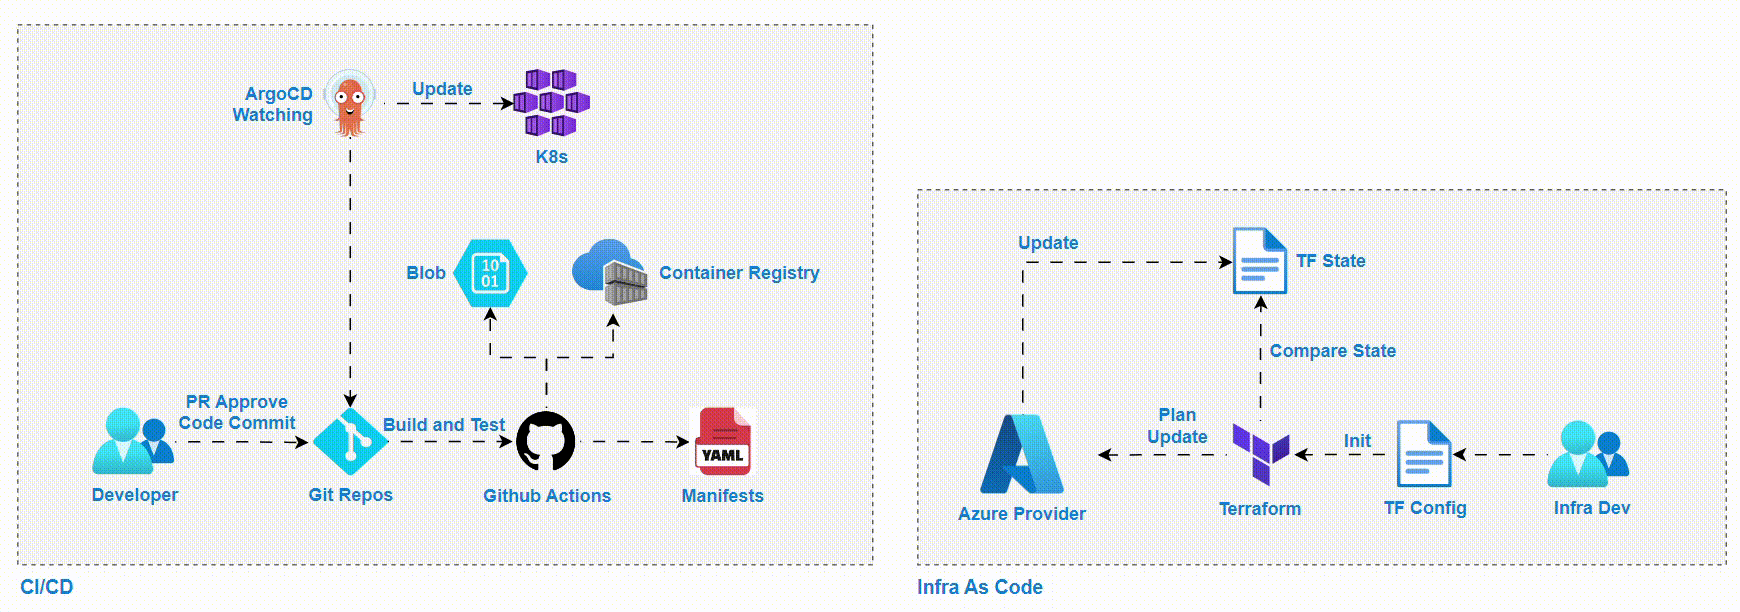 ArgoCD
Watching
Update
K8s
Blob
10
01
Container Registry
PR Approve
Code Commit
Build and Test
YAML
Developer
Git Repos
Github Actions
Manifests
CI/CD
Update
TF State
Compare State
Plan
Update
Init
Azure Provider
Terraform
TF Config
Infra Dev
Infra As Code